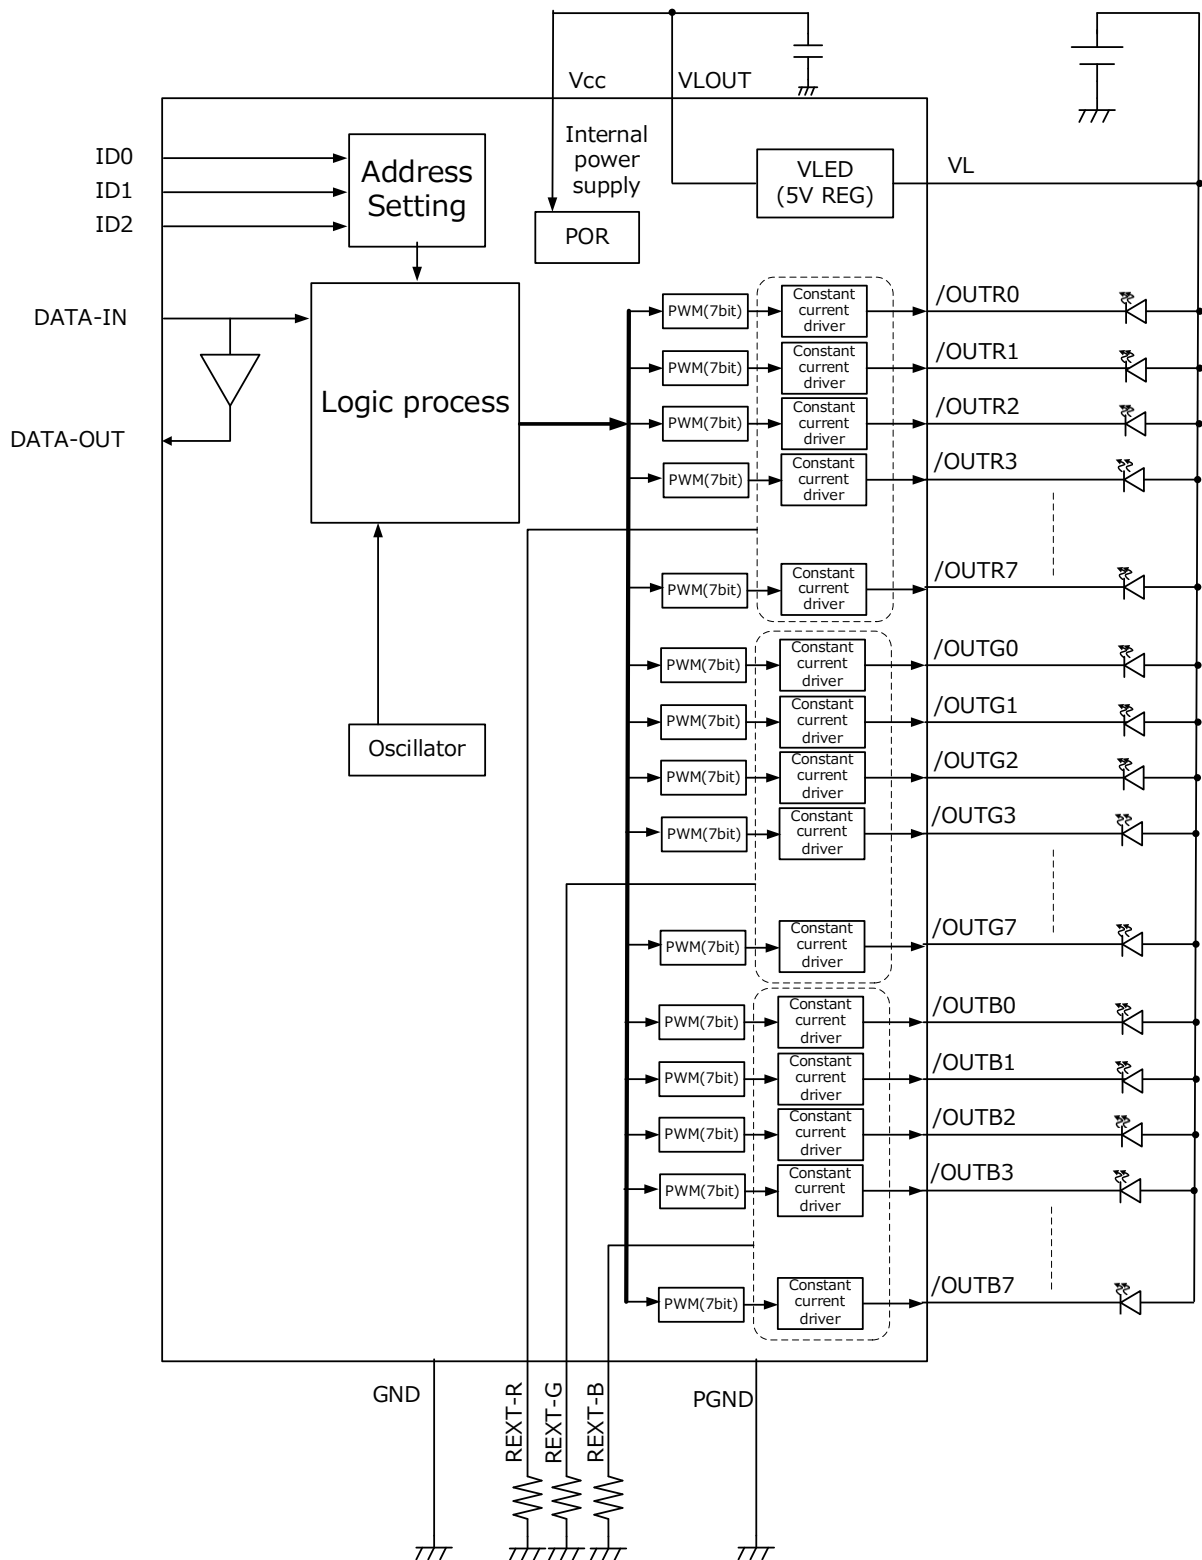 Vcc
VLOUT
ID0
ID1
ID2
Address
Setting
Internal
power
supply
POR
VLED
(5V REG)
VL
DATA-IN
DATA-OUT
Logic process
Oscillator
PWM(7bit)
Constant
current
driver
/OUTR0
PWM(7bit)
Constant
current
driver
/OUTR1
PWM(7bit)
Constant
current
driver
/OUTR2
PWM(7bit)
Constant
current
driver
/OUTR3
PWM(7bit)
Constant
current
driver
/OUTR7
PWM(7bit)
Constant
current
driver
/OUTG0
PWM(7bit)
Constant
current
driver
/OUTG1
PWM(7bit)
Constant
current
driver
/OUTG2
PWM(7bit)
Constant
current
driver
/OUTG3
PWM(7bit)
Constant
current
driver
/OUTG7
PWM(7bit)
Constant
current
driver
/OUTB0
PWM(7bit)
Constant
current
driver
/OUTB1
PWM(7bit)
Constant
current
driver
/OUTB2
PWM(7bit)
Constant
current
driver
/OUTB3
PWM(7bit)
Constant
current
driver
/OUTB7
GND
REXT-R
REXT-G
REXT-B
PGND